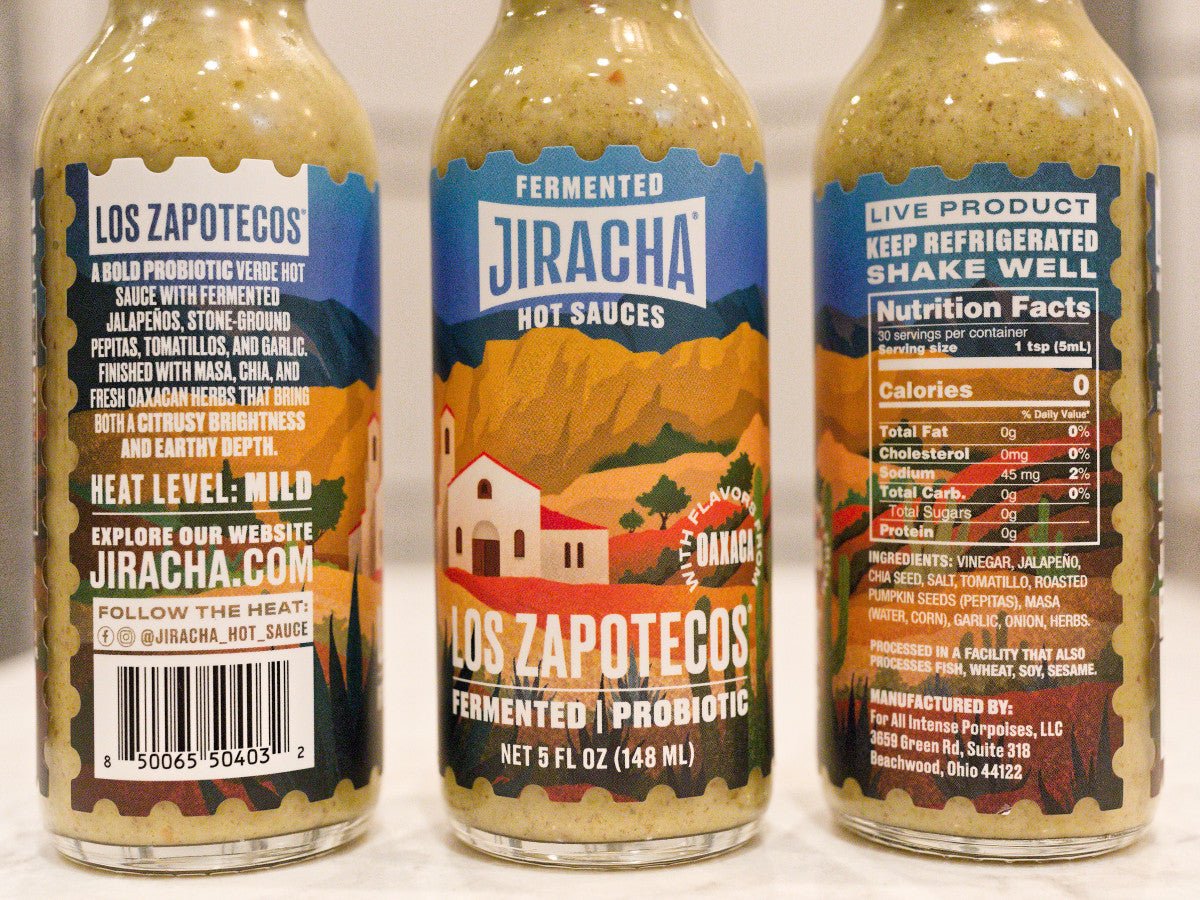 LOS ZAPOTECOS®
A BOLD PROBIOTIC VERDE HOT
SAUCE WITH FERMENTED
JALAPEÑOS, STONE-GROUND
PEPITAS, TOMATILLOS, AND GARLIC.
FINISHED WITH MASA, CHIA, AND
FRESH OAXACAN HERBS THAT BRING
BOTH A CITRUSY BRIGHTNESS
AND EARTHY DEPTH.
HEAT LEVEL: MILD
EXPLORE OUR WEBSITE
JIRACHA.COM
FOLLOW THE HEAT:
@JIRACHA_HOT_SAUCE
8 50065 50403 2
FERMENTED
JIRACHA®
HOT SAUCES
WITH FLAVORS FROM
OAXACA
LOS ZAPOTECOS®
FERMENTED | PROBIOTIC
NET 5 FL OZ (148 ML)
LIVE PRODUCT
KEEP REFRIGERATED
SHAKE WELL
Nutrition Facts
30 servings per container
Serving size 1 tsp (5mL)
Calories 0
% Daily Value*
Total Fat 0g 0%
Cholesterol 0mg 0%
Sodium 45 mg 2%
Total Carb. 0g 0%
Total Sugars 0g
Protein 0g
INGREDIENTS: VINEGAR, JALAPEÑO,
CHIA SEED, SALT, TOMATILLO, ROASTED
PUMPKIN SEEDS (PEPITAS), MASA
(WATER, CORN), GARLIC, ONION, HERBS.
PROCESSED IN A FACILITY THAT ALSO
PROCESSES FISH, WHEAT, SOY, SESAME.
MANUFACTURED BY:
For All Intense Porpoises, LLC
3659 Green Rd, Suite 318
Beachwood, Ohio 44122